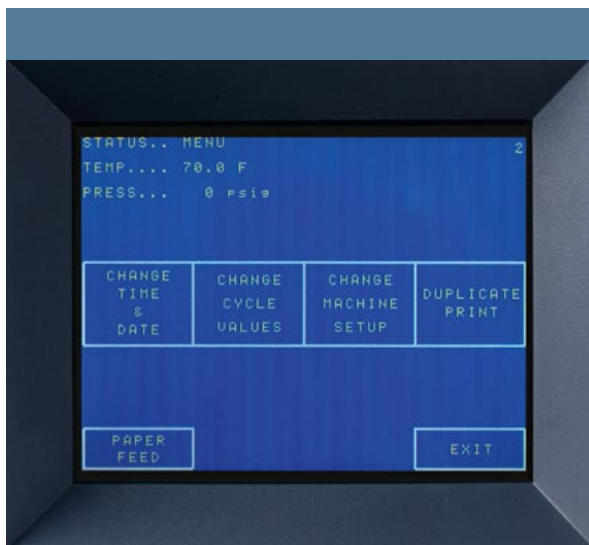 STATUS.. MENU
2
TEMP.... 70.0 F
PRESS... 0 psig
CHANGE
TIME
&
DATE
CHANGE
CYCLE
VALUES
CHANGE
MACHINE
SETUP
DUPLICATE
PRINT
PAPER
FEED
EXIT